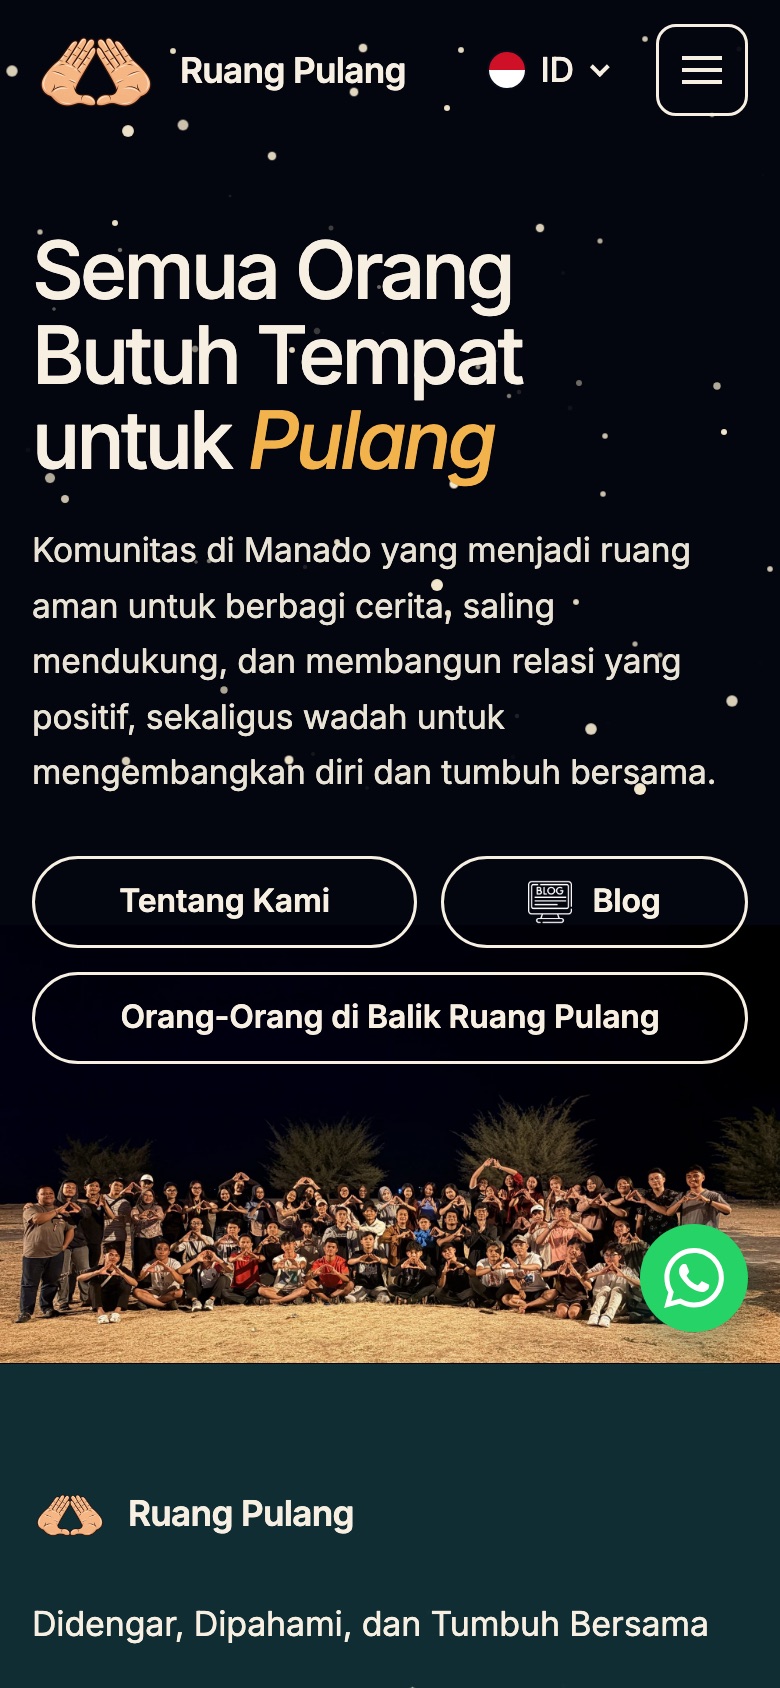 Ruang Pulang
ID
Semua Orang
Butuh Tempat
untuk Pulang
Komunitas di Manado yang menjadi ruang
aman untuk berbagi cerita, saling
mendukung, dan membangun relasi yang
positif, sekaligus wadah untuk
mengembangkan diri dan tumbuh bersama.
Tentang Kami
BLOG
Blog
Orang-Orang di Balik Ruang Pulang
Ruang Pulang
Didengar, Dipahami, dan Tumbuh Bersama